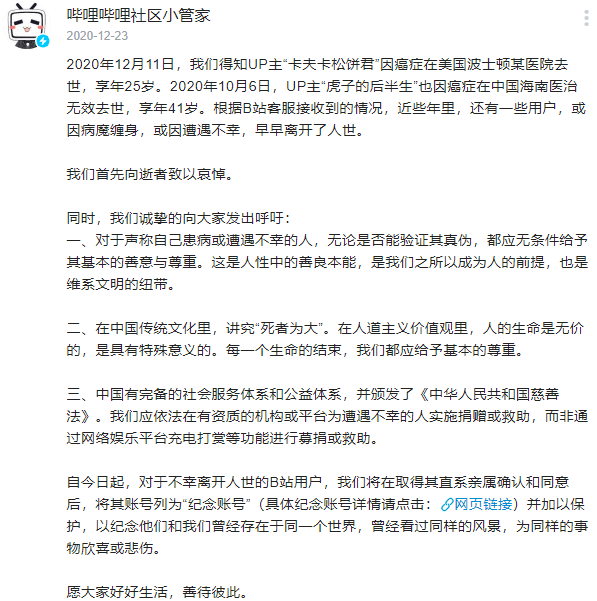 哔哩哔哩社区小管家
2020-12-23
2020年12月11日，我们得知UP主“卡夫卡松饼君”因癌症在美国波士顿某医院去
世，享年25岁。2020年10月6日，UP主“虎子的后半生”也因癌症在中国海南医治
无效去世，享年41岁。根据B站客服接收到的情况，近些年里，还有一些用户，或
因病魔缠身，或因遭遇不幸，早早离开了人世。
我们首先向逝者致以哀悼。
同时，我们诚挚的向大家发出呼吁：
一、对于声称自己患病或遭遇不幸的人，无论是否能验证其真伪，都应无条件给予
其基本的善意与尊重。这是人性中的善良本能，是我们之所以成为人的前提，也是
维系文明的纽带。
二、在中国传统文化里，讲究“死者为大”。在人道主义价值观里，人的生命是无价
的，是具有特殊意义的。每一个生命的结束，我们都应给予基本的尊重。
三、中国有完备的社会服务体系和公益体系，并颁发了《中华人民共和国慈善
法》。我们应依法在有资质的机构或平台为遭遇不幸的人实施捐赠或救助，而非通
过网络娱乐平台充电打赏等功能进行募捐或救助。
自今日起，对于不幸离开人世的B站用户，我们将在取得其直系亲属确认和同意
后，将其账号列为“纪念账号”（具体纪念账号详情请点击：网页链接）并加以保
护，以纪念他们和我们曾经存在于同一个世界，曾经看过同样的风景，为同样的事
物欣喜或悲伤。
愿大家好好生活，善待彼此。